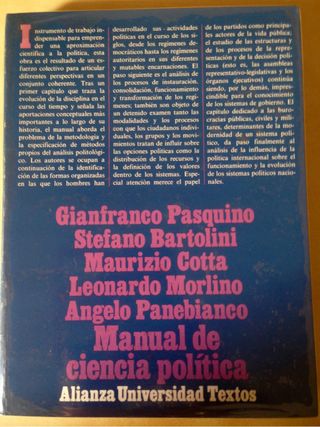 Instrumento de trabajo in-
dispensable para empren-
der una aproximación
científica a la política, esta
obra es el resultado de un es-
fuerzo colectivo para articular
diferentes perspectivas en un
conjunto coherente. Tras un
primer capítulo que traza la
evolución de la disciplina en el
curso del tiempo y señala las
aportaciones conceptuales más
importantes a lo largo de su
historia, el manual aborda el
problema de la metodología y
la especificación de métodos
propios del análisis politológi-
co. Los autores se ocupan a
continuación de la identifica-
ción de las formas organizadas
en las que los hombres han
desarrollado sus actividades
políticas en el curso de los si-
glos, desde los regímenes de-
mocráticos hasta los regímenes
autoritarios en sus diferentes
y mutables encarnaciones. El
paso siguiente es el análisis de
los procesos de instauración,
consolidación, funcionamiento
y transformación de los regí-
menes; también son objeto de
un detenido examen tanto las
modalidades y los procesos
con que los ciudadanos indivi-
duales, los grupos y los movi-
mientos tratan de influir sobre
las opciones políticas como la
distribución de los recursos y
la definición de los valores
dentro de los sistemas. Espe-
cial atención merece el papel
de los partidos como principa-
les actores de la vida pública;
el estudio de las estructuras y
de los procesos de la repre-
sentación y de la decisión polí-
ticas (esto es, las asambleas
representativo-legislativas y los
órganos ejecutivos) continúa
siendo, por lo demás, impres-
cindible para el conocimiento
de los sistemas de gobierno. El
capítulo dedicado a las buro-
cracias públicas, civiles y mili-
tares, determinantes de la mo-
dernidad de un sistema polí-
tico, da paso finalmente al
análisis de la influencia de la
política internacional sobre el
funcionamiento y la evolución
de los sistemas políticos nacio-
nales.
Gianfranco Pasquino
Stefano Bartolini
Maurizio Cotta
Leonardo Morlino
Angelo Panebianco
Manual de
ciencia política
Alianza Universidad Textos